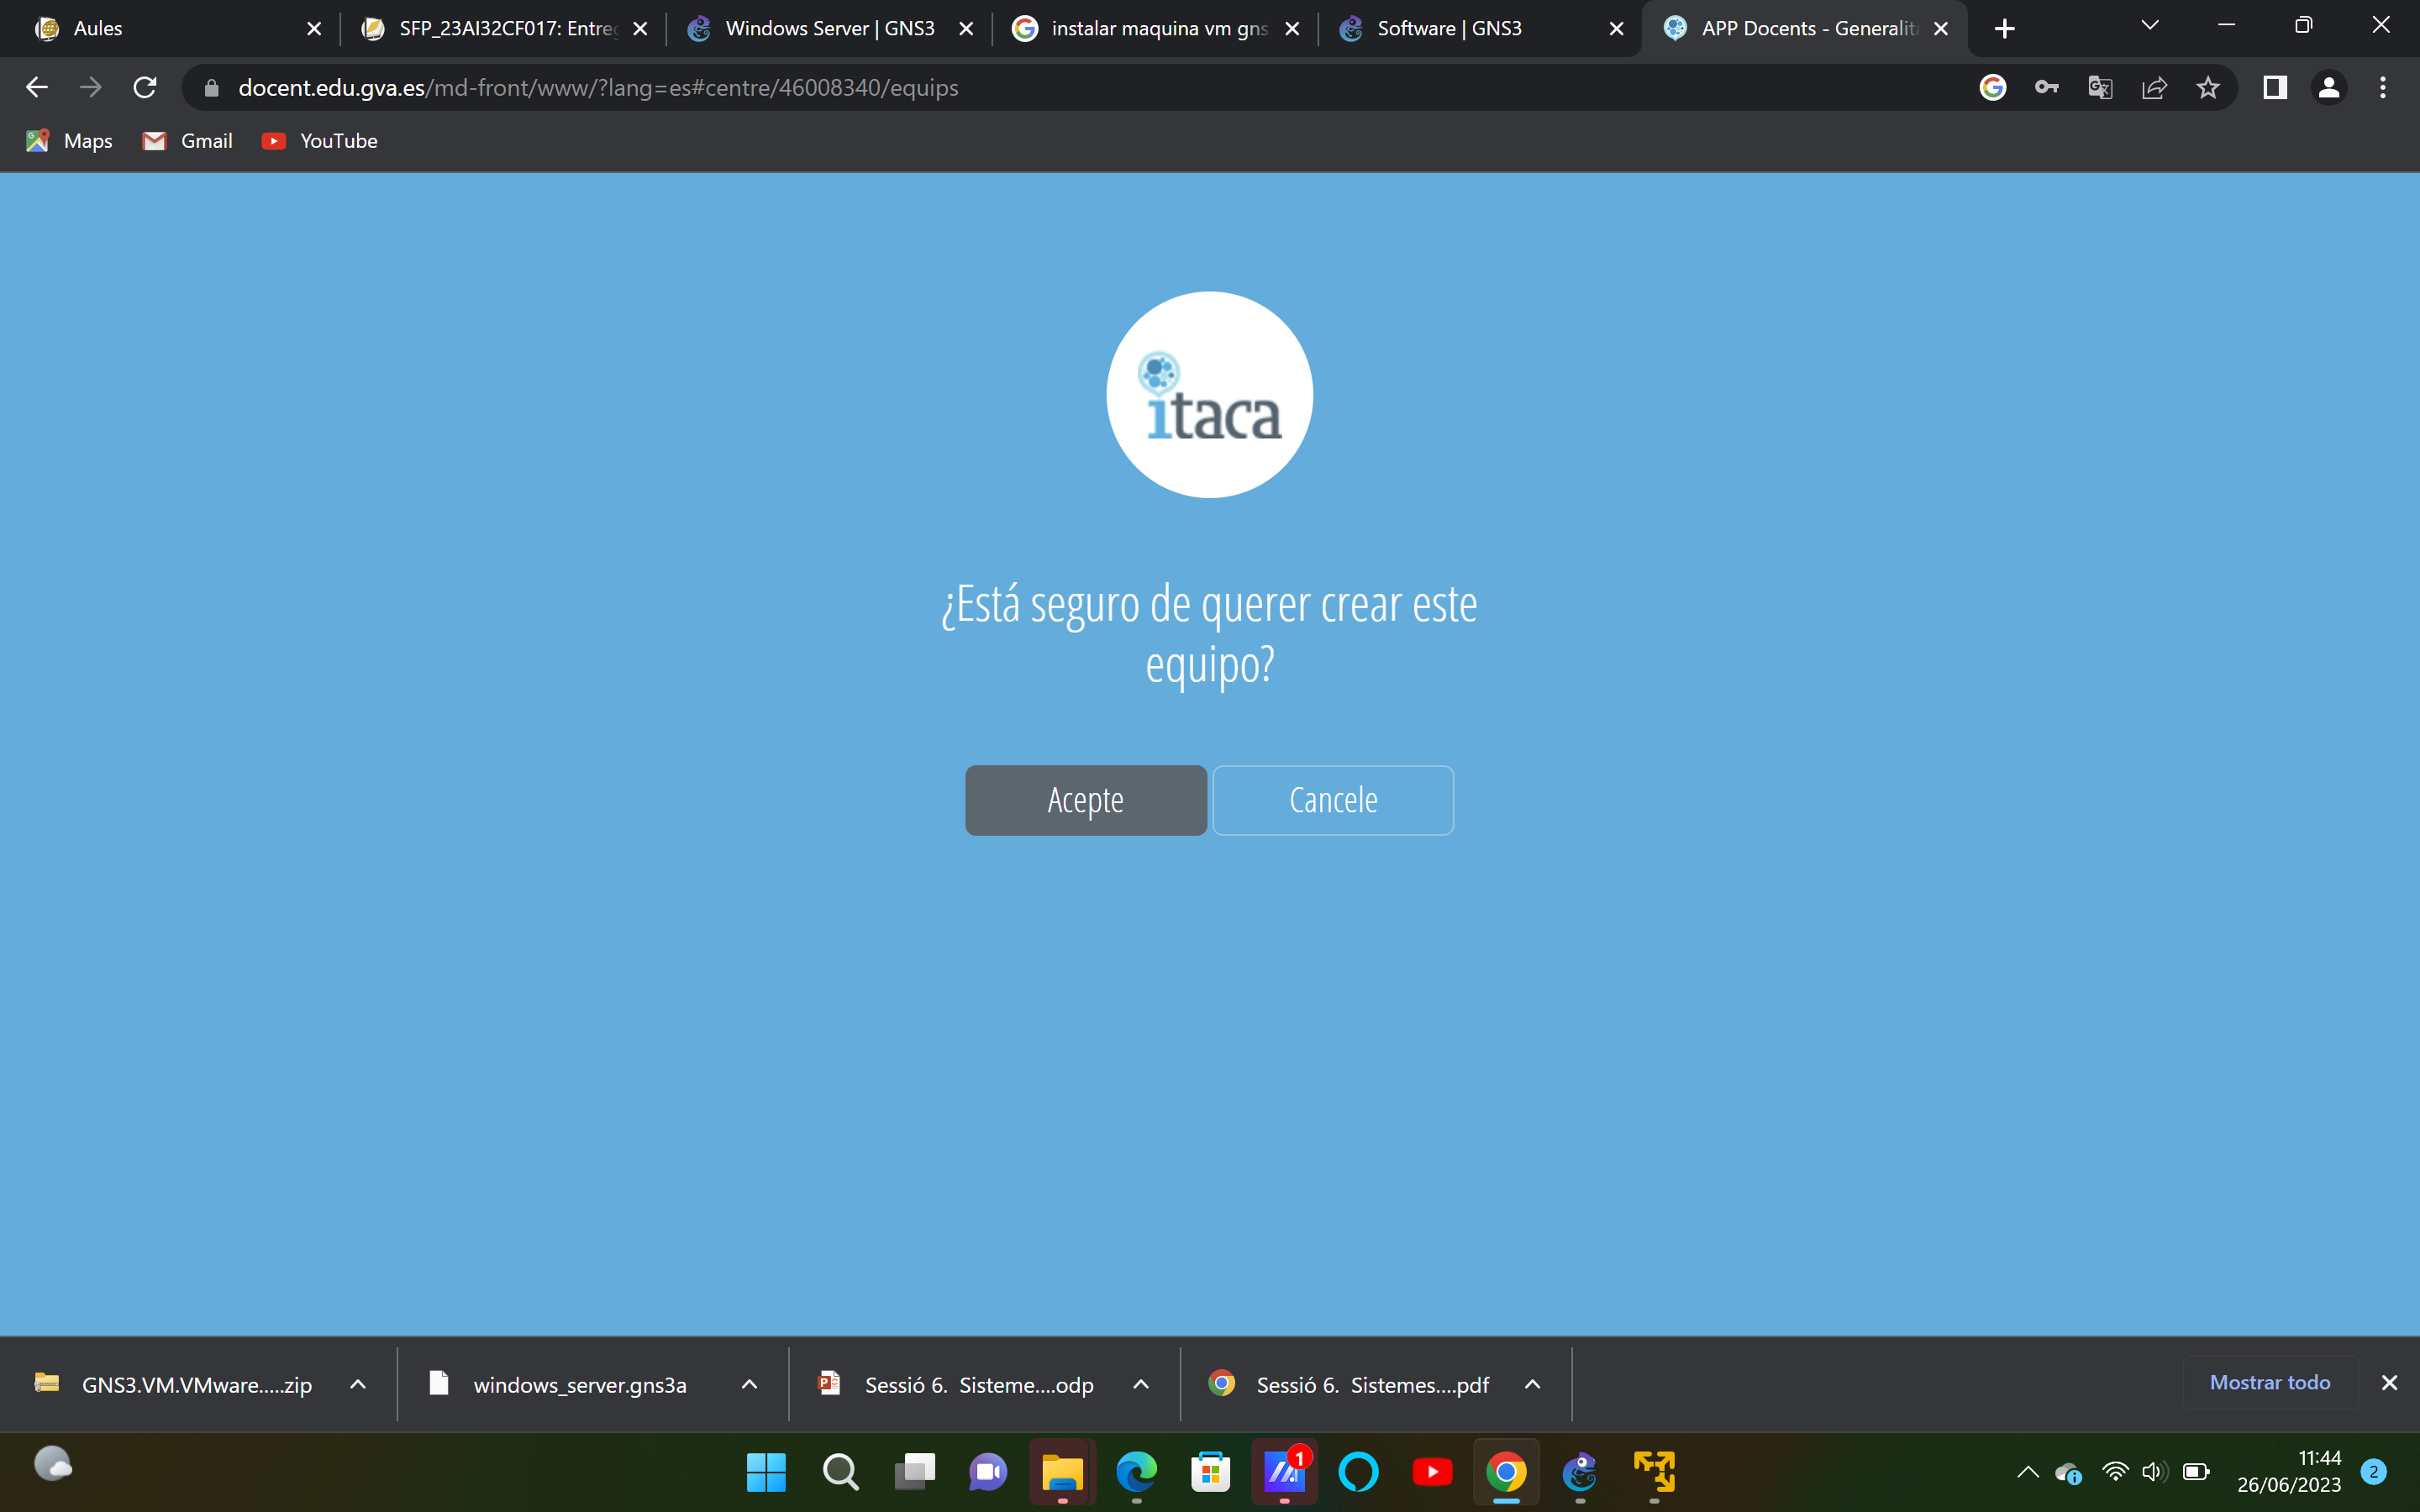 Aules
SFP_23AI32CF017: Entreg
Windows Server | GNS3
instalar maquina vm gns
Software | GNS3
APP Docents - Generalita
docent.edu.gva.es/md-front/www/?lang=es#centre/46008340/equips
Maps
Gmail
YouTube
itaca
¿Está seguro de querer crear este
equipo?
Acepte
Cancele
GNS3.VM.VMware.....zip
windows_server.gns3a
Sessió 6.  Sisteme....odp
Sessió 6.  Sistemes....pdf
Mostrar todo
1
11:44
26/06/2023
2